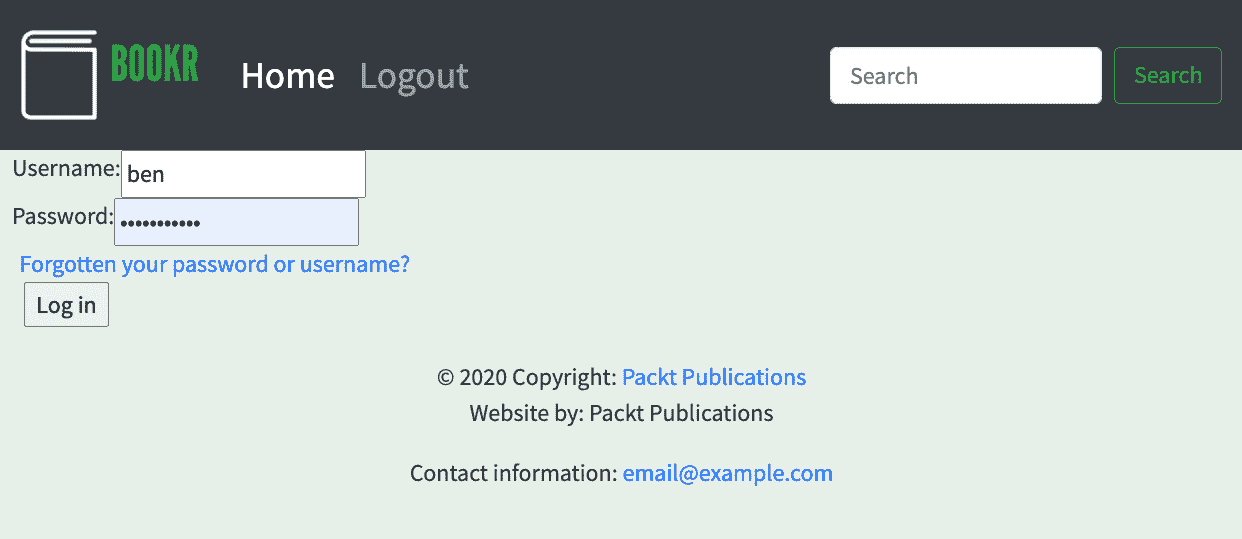 BOOKR Home Logout Search Search
Username: ben
Password: •••••••••••
Forgotten your password or username?
Log in
© 2020 Copyright: Packt Publications
Website by: Packt Publications
Contact information: email@example.com